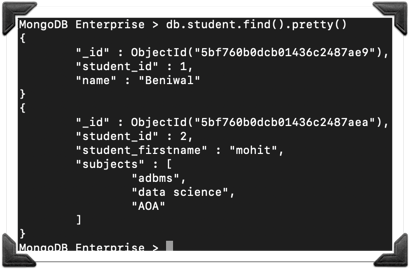 MongoDB Enterprise > db.student.find().pretty()
{
"_id" : ObjectId("5bf760b0dcb01436c2487ae9"),
"student_id" : 1,
"name" : "Beniwal"
}
{
"_id" : ObjectId("5bf760b0dcb01436c2487aea"),
"student_id" : 2,
"student_firstname" : "mohit",
"subjects" : [
"adbms",
"data science",
"AOA"
]
}
MongoDB Enterprise >